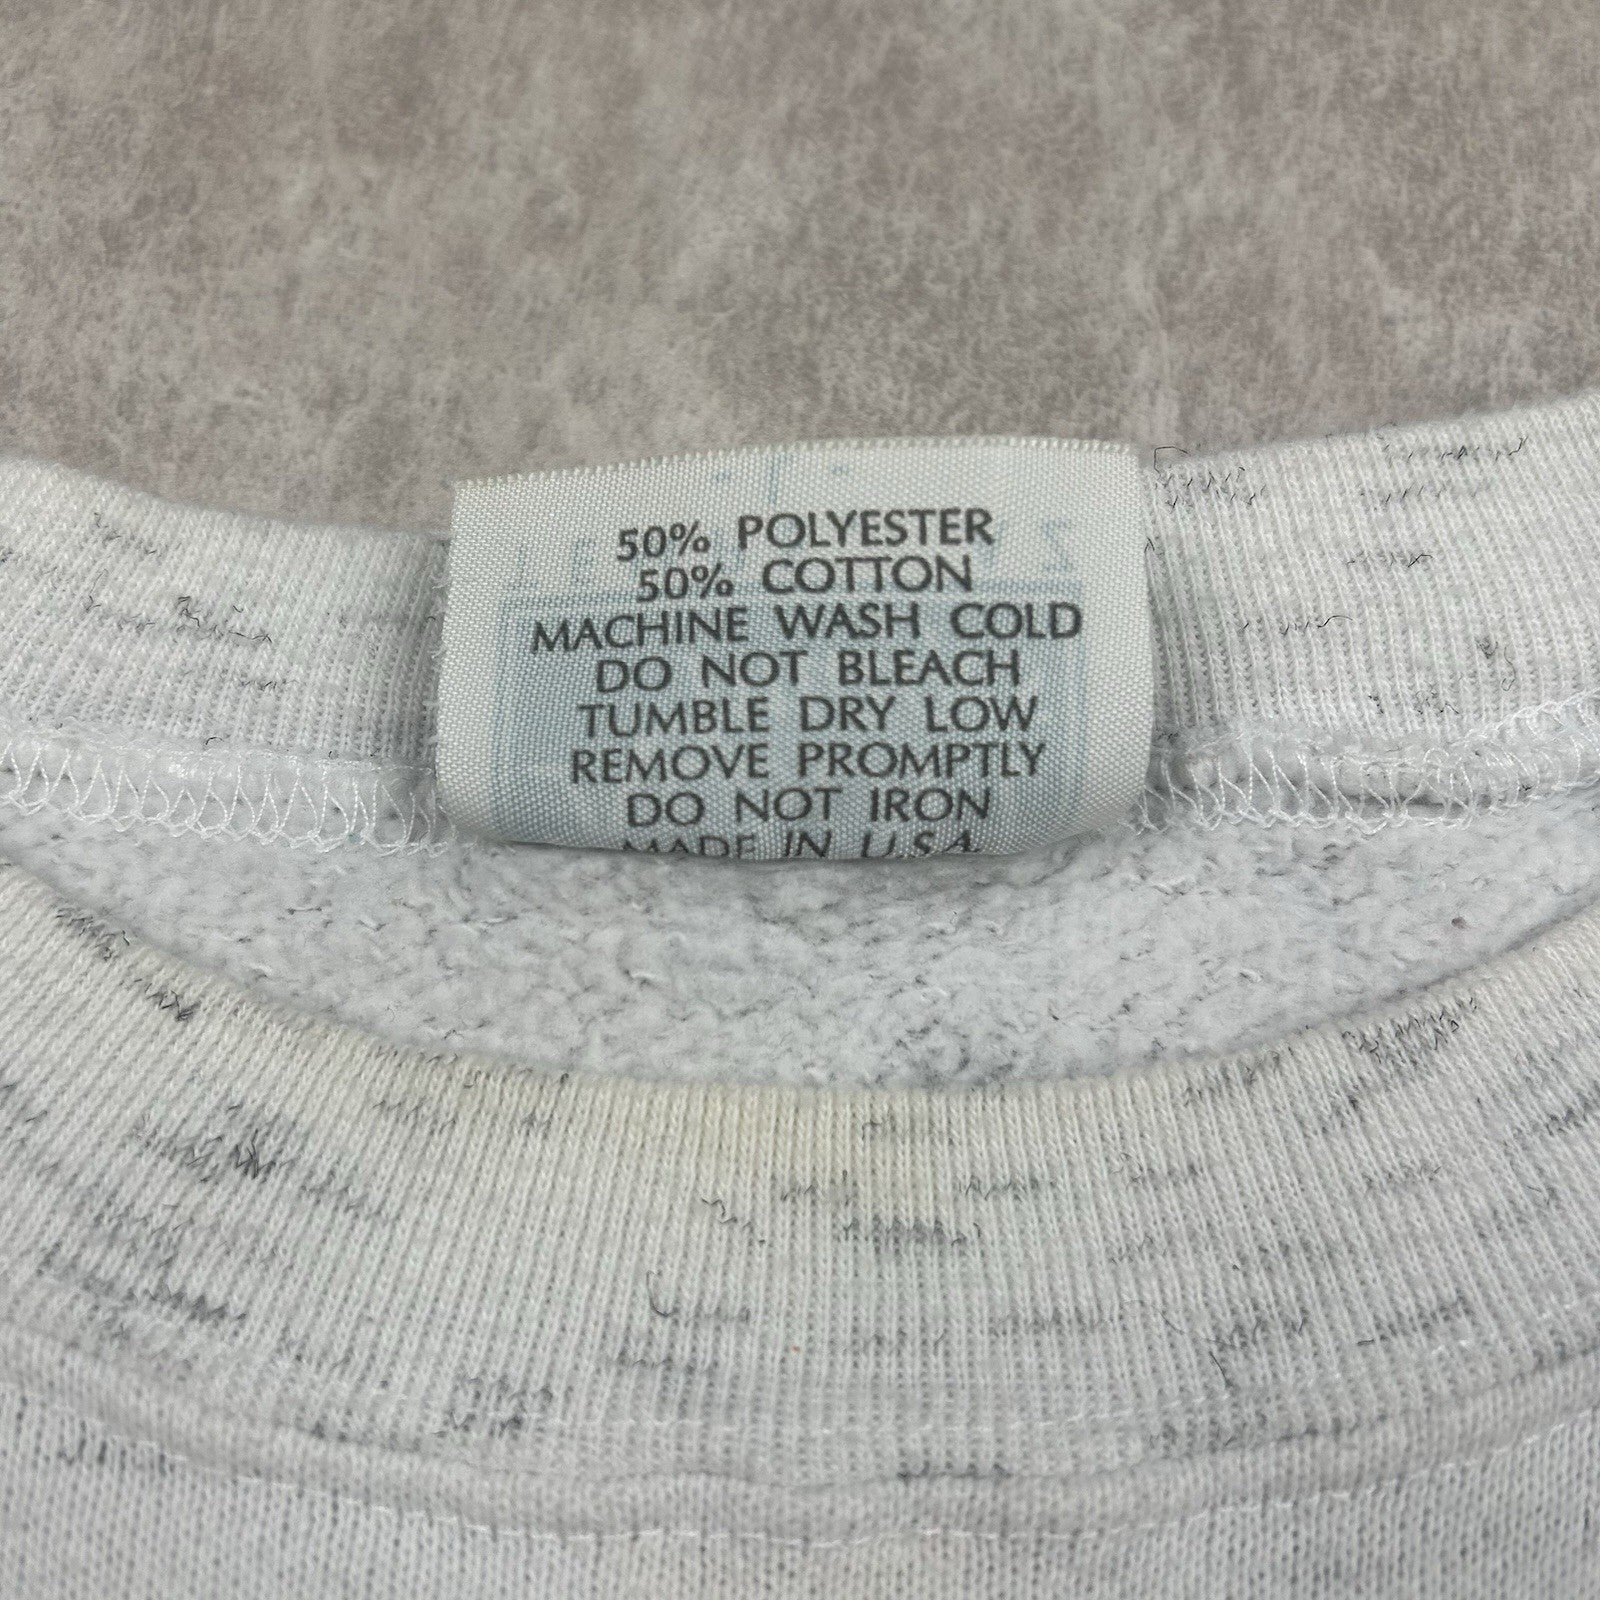 50% POLYESTER
50% COTTON
MACHINE WASH COLD
DO NOT BLEACH
TUMBLE DRY LOW
REMOVE PROMPTLY
DO NOT IRON
MADE IN U.S.A.